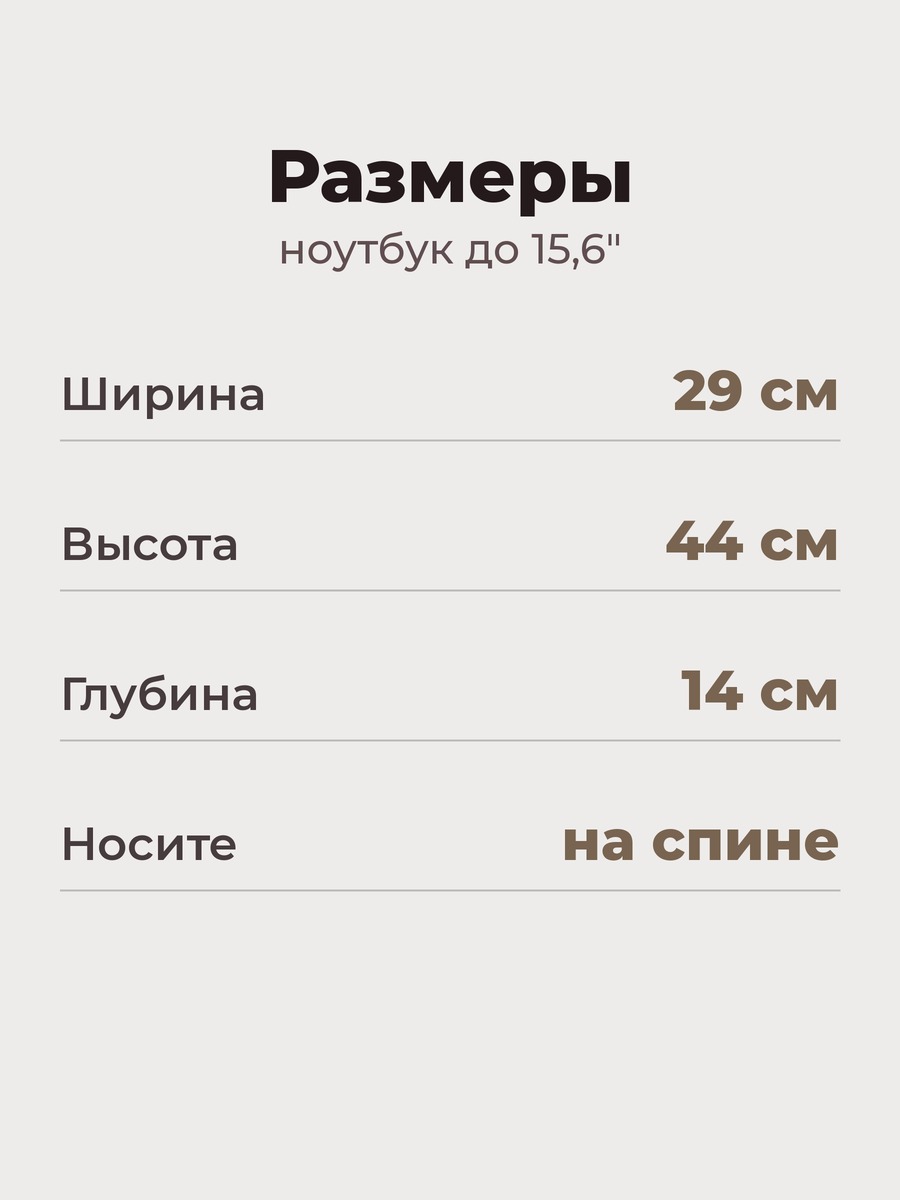 Размеры
ноутбук до 15,6"
Ширина 29 см
Высота 44 см
Глубина 14 см
Носите на спине